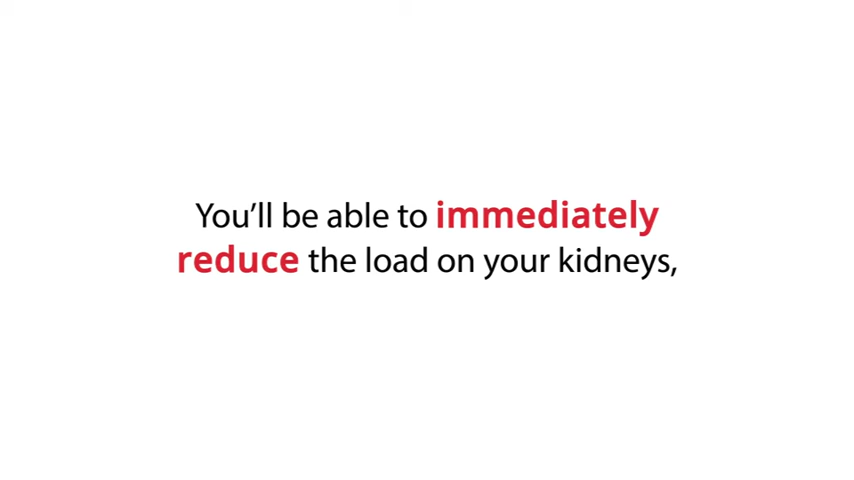 You’ll be able to immediately
reduce the load on your kidneys,